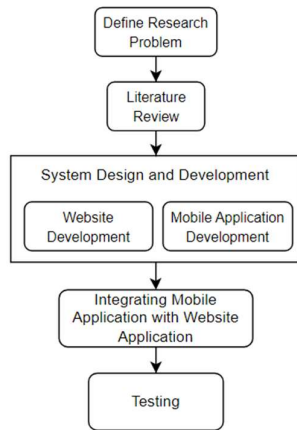 Define Research
Problem
Literature
Review
System Design and Development
Website
Development
Mobile Application
Development
Integrating Mobile
Application with Website
Application
Testing